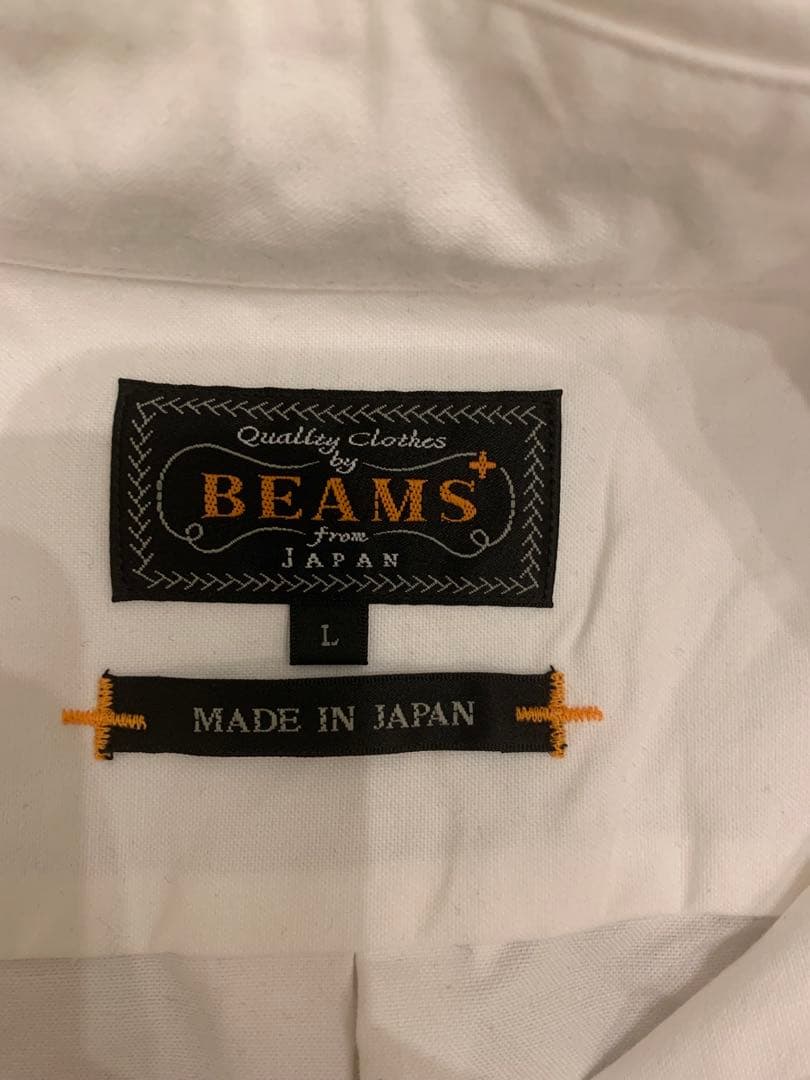 Quality Clothes
by
BEAMS+
from
JAPAN
L
MADE IN JAPAN